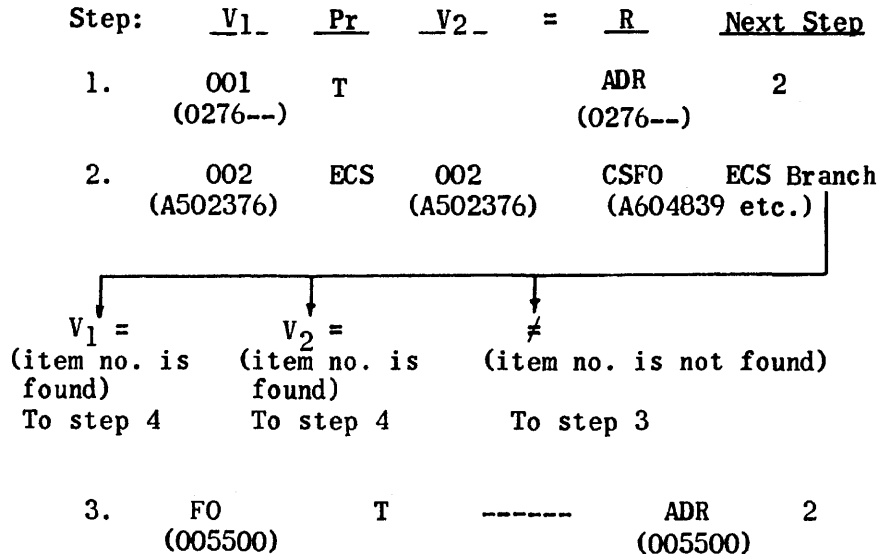 Step: V1 Pr V2 = R Next Step
1. 001 T ADR 2
(0276--) (0276--)
2. 002 ECS 002 CSFO ECS Branch
(A502376) (A502376) (A604839 etc.)
V1 = V2 = ≠
(item no. is (item no. is (item no. is not found)
found) found)
To step 4 To step 4 To step 3
3. FO T ------ ADR 2
(005500) (005500)